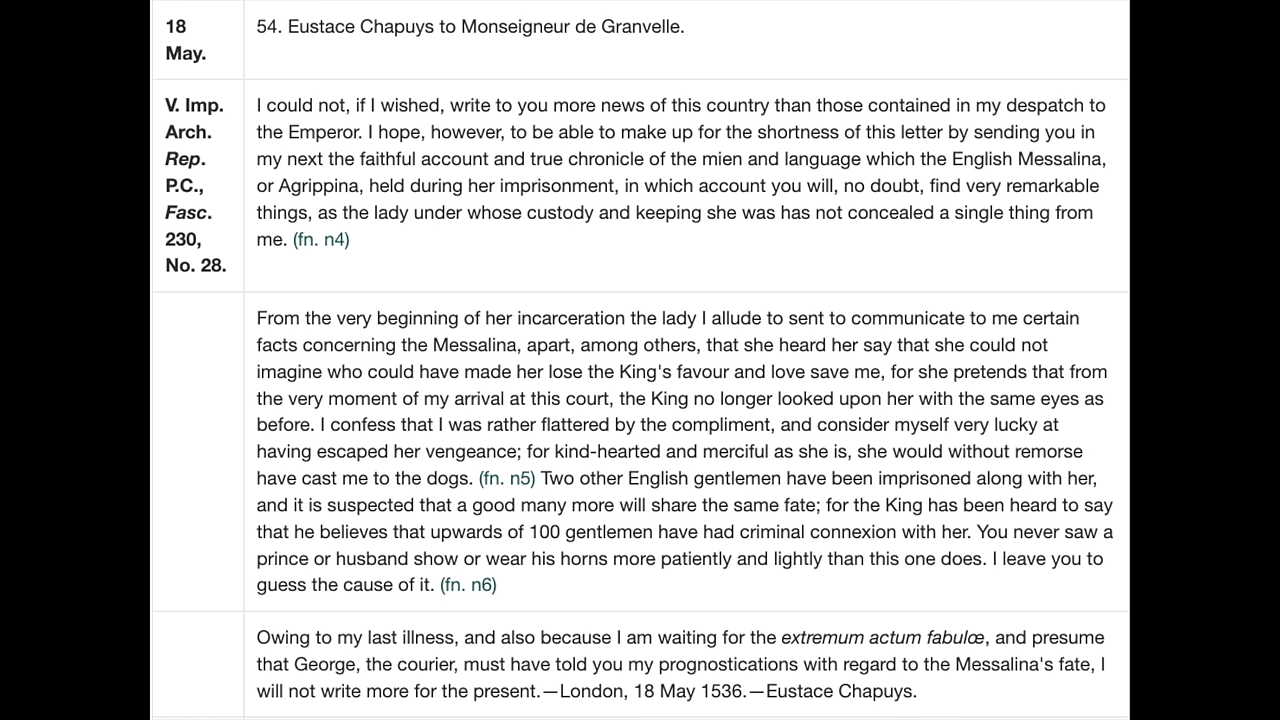 18
May.
54. Eustace Chapuys to Monseigneur de Granvelle.
V. Imp.
Arch.
Rep.
P.C.,
Fasc.
230,
No. 28.
I could not, if I wished, write to you more news of this country than those contained in my despatch to
the Emperor. I hope, however, to be able to make up for the shortness of this letter by sending you in
my next the faithful account and true chronicle of the mien and language which the English Messalina,
or Agrippina, held during her imprisonment, in which account you will, no doubt, find very remarkable
things, as the lady under whose custody and keeping she was has not concealed a single thing from
me. (fn. n4)
From the very beginning of her incarceration the lady I allude to sent to communicate to me certain
facts concerning the Messalina, apart, among others, that she heard her say that she could not
imagine who could have made her lose the King's favour and love save me, for she pretends that from
the very moment of my arrival at this court, the King no longer looked upon her with the same eyes as
before. I confess that I was rather flattered by the compliment, and consider myself very lucky at
having escaped her vengeance; for kind-hearted and merciful as she is, she would without remorse
have cast me to the dogs. (fn. n5) Two other English gentlemen have been imprisoned along with her,
and it is suspected that a good many more will share the same fate; for the King has been heard to say
that he believes that upwards of 100 gentlemen have had criminal connexion with her. You never saw a
prince or husband show or wear his horns more patiently and lightly than this one does. I leave you to
guess the cause of it. (fn. n6)
Owing to my last illness, and also because I am waiting for the extremum actum fabulœ, and presume
that George, the courier, must have told you my prognostications with regard to the Messalina's fate, I
will not write more for the present.—London, 18 May 1536.—Eustace Chapuys.